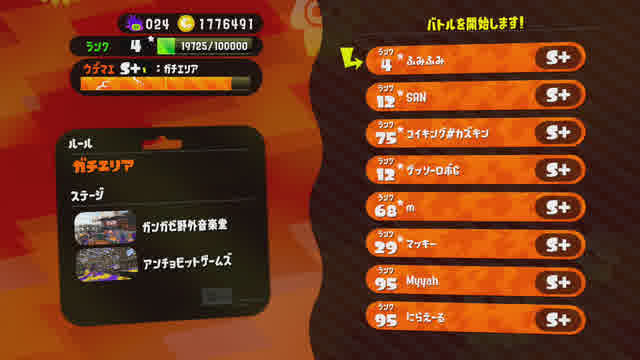 024 1776491
ランク 4★ 19725/100000
ウデマエ S+1 :ガチエリア
ルール
ガチエリア
ステージ
ガンガゼ野外音楽堂
アンチョビットゲームズ
バトルを開始します!
ランク 4★ ふみふみ S+
ランク 12★ SAN S+
ランク 75★ コイキング#カズキン S+
ランク 12★ グッソーロボG S+
ランク 68★ m S+
ランク 29★ マッキー S+
ランク 95 Myyah S+
ランク 95 にらえーる S+